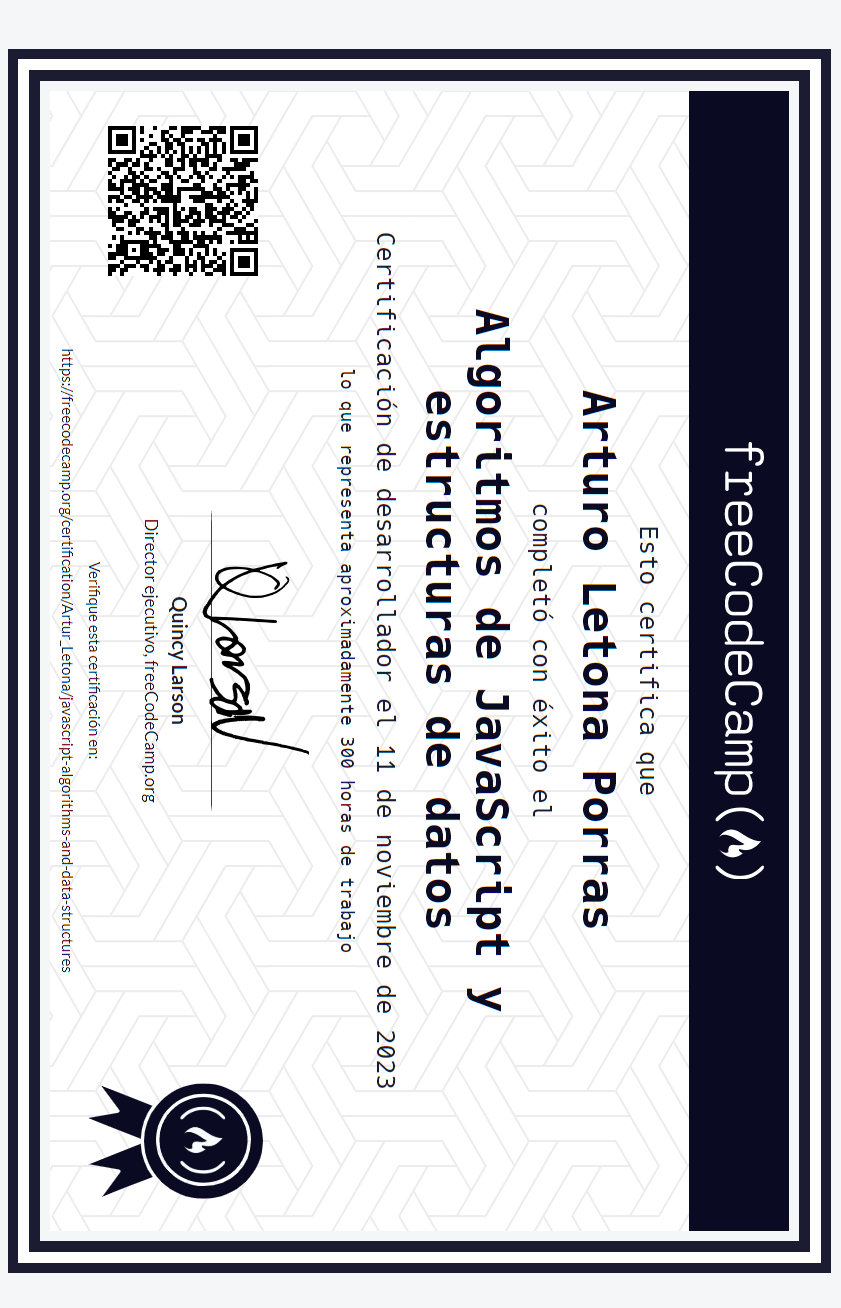 freeCodeCamp(🔥)
Esto certifica que
Arturo Letona Porras
completó con éxito el
Algoritmos de JavaScript y
estructuras de datos
Certificación de desarrollador el 11 de noviembre de 2023
lo que representa aproximadamente 300 horas de trabajo
Quincy Larson
Director ejecutivo, freeCodeCamp.org
Verifique esta certificación en:
https://freecodecamp.org/certification/Artur_Letona/javascript-algorithms-and-data-structures